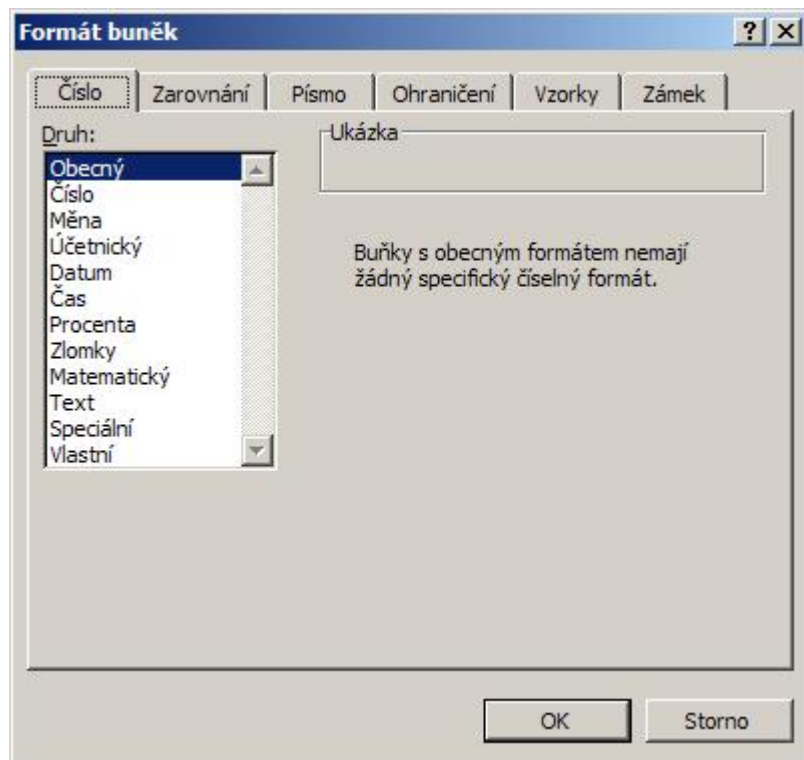 Formát buněk
Číslo Zarovnání Písmo Ohraničení Vzorky Zámek
Druh:
Obecný
Číslo
Měna
Účetnický
Datum
Čas
Procenta
Zlomky
Matematický
Text
Speciální
Vlastní
Ukázka
Buňky s obecným formátem nemají
žádný specifický číselný formát.
OK Storno